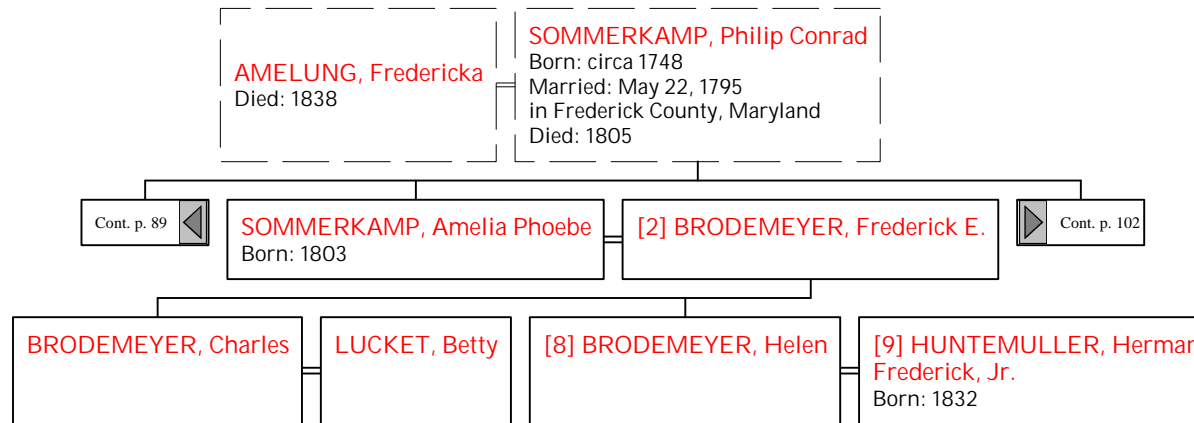 AMELUNG, Fredericka
Died: 1838
SOMMERKAMP, Philip Conrad
Born: circa 1748
Married: May 22, 1795
in Frederick County, Maryland
Died: 1805
Cont. p. 89
SOMMERKAMP, Amelia Phoebe
Born: 1803
[2] BRODEMEYER, Frederick E.
Cont. p. 102
BRODEMEYER, Charles
LUCKET, Betty
[8] BRODEMEYER, Helen
[9] HUNTEMULLER, Herman
Frederick, Jr.
Born: 1832